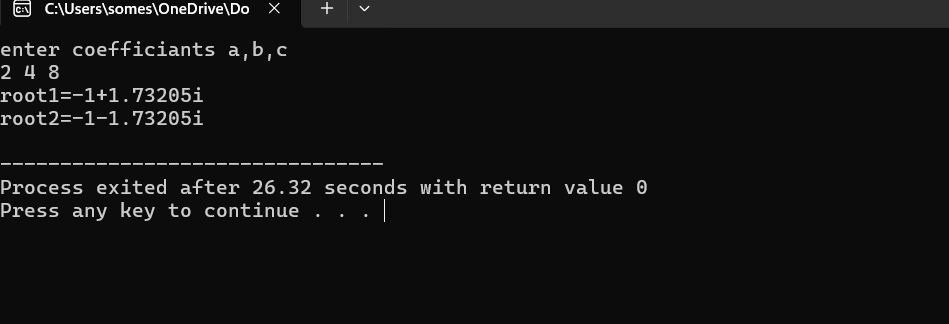 C:\Users\somes\OneDrive\Do
enter coefficiants a,b,c
2 4 8
root1=-1+1.73205i
root2=-1-1.73205i
--------------------------------
Process exited after 26.32 seconds with return value 0
Press any key to continue . . .